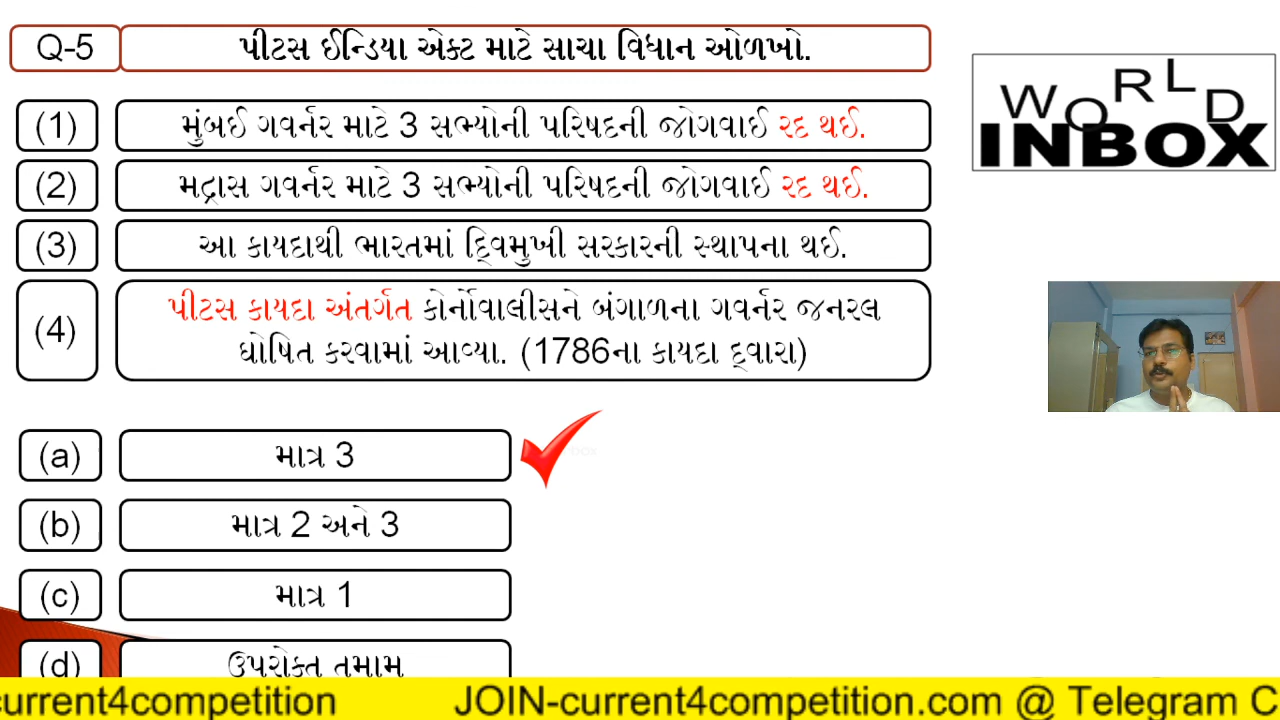 Q-5 પીટસ ઈન્ડિયા એક્ટ માટે સાચા વિધાન ઓળખો.
WORLD
INBOX
(1) મુંબઈ ગવર્નર માટે 3 સભ્યોની પરિષદની જોગવાઈ રદ થઈ.
(2) મદ્રાસ ગવર્નર માટે 3 સભ્યોની પરિષદની જોગવાઈ રદ થઈ.
(3) આ કાયદાથી ભારતમાં દ્વિમુખી સરકારની સ્થાપના થઈ.
(4) પીટસ કાયદા અંતર્ગત કોર્નોવાલીસને બંગાળના ગવર્નર જનરલ
ઘોષિત કરવામાં આવ્યા. (1786ના કાયદા દ્વારા)
(a) માત્ર 3
(b) માત્ર 2 અને 3
(c) માત્ર 1
(d) ઉપરોક્ત તમામ
current4competition JOIN-current4competition.com @ Telegram C